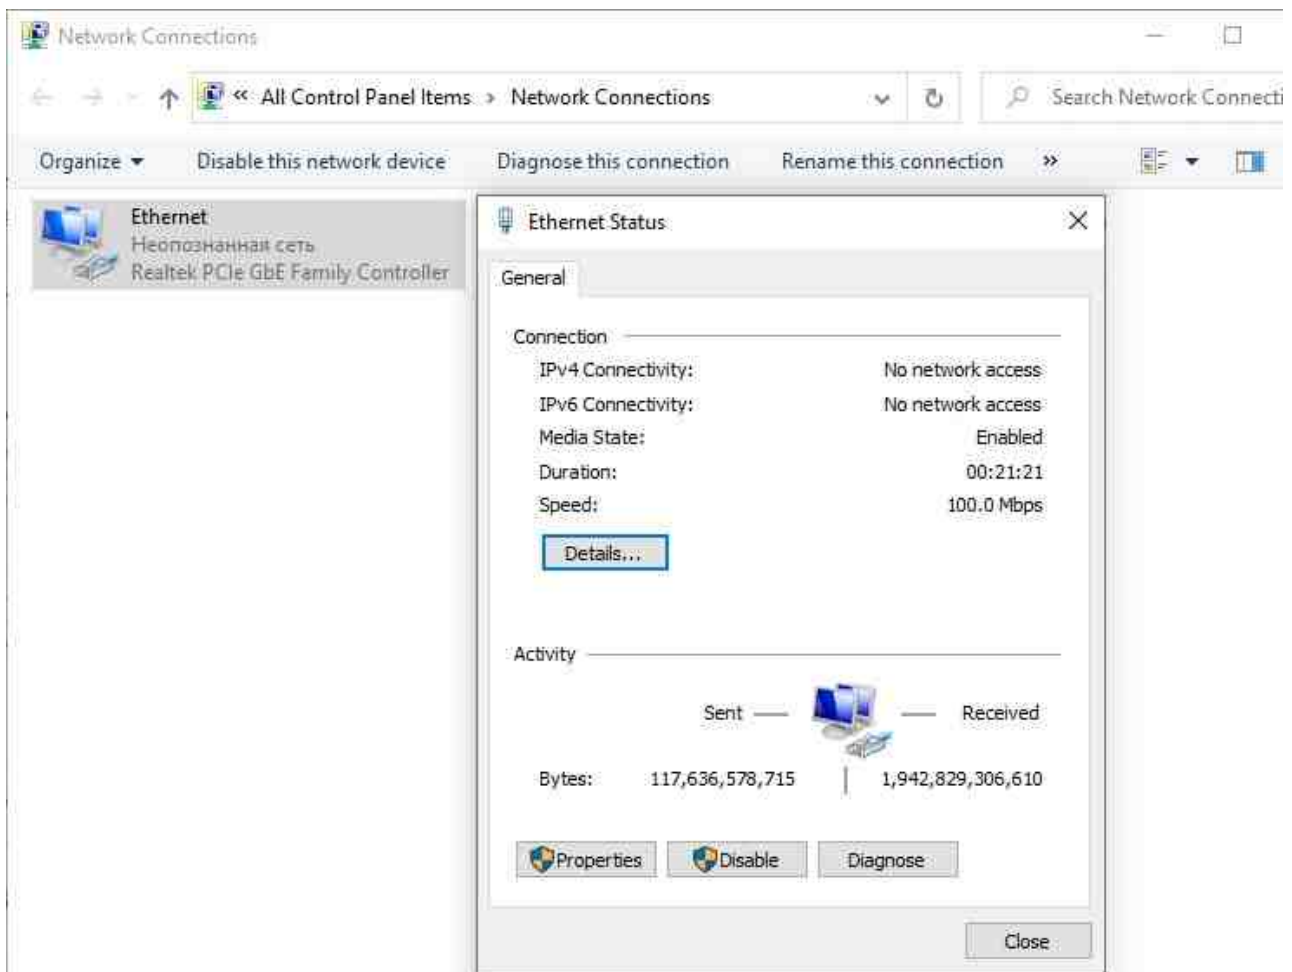 Network Connections
« All Control Panel Items > Network Connections
Search Network Connecti
Organize
Disable this network device
Diagnose this connection
Rename this connection
»
Ethernet
Неопознанная сеть
Realtek PCIe GbE Family Controller
Ethernet Status
General
Connection
IPv4 Connectivity: No network access
IPv6 Connectivity: No network access
Media State: Enabled
Duration: 00:21:21
Speed: 100.0 Mbps
Details...
Activity
Sent — — Received
Bytes: 117,636,578,715 | 1,942,829,306,610
Properties
Disable
Diagnose
Close